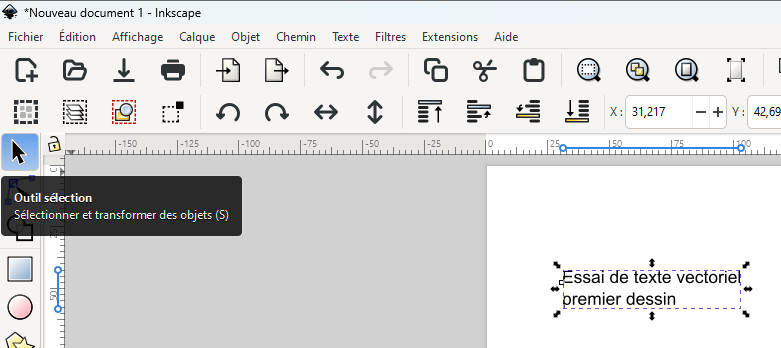 *Nouveau document 1 - Inkscape
Fichier Édition Affichage Calque Objet Chemin Texte Filtres Extensions Aide
X : 31,217 Y : 42,69
-150 -125 -100 -75 -50 -25 0 25 50 75 100
Outil sélection
Sélectionner et transformer des objets (S)
Essai de texte vectoriel
premier dessin